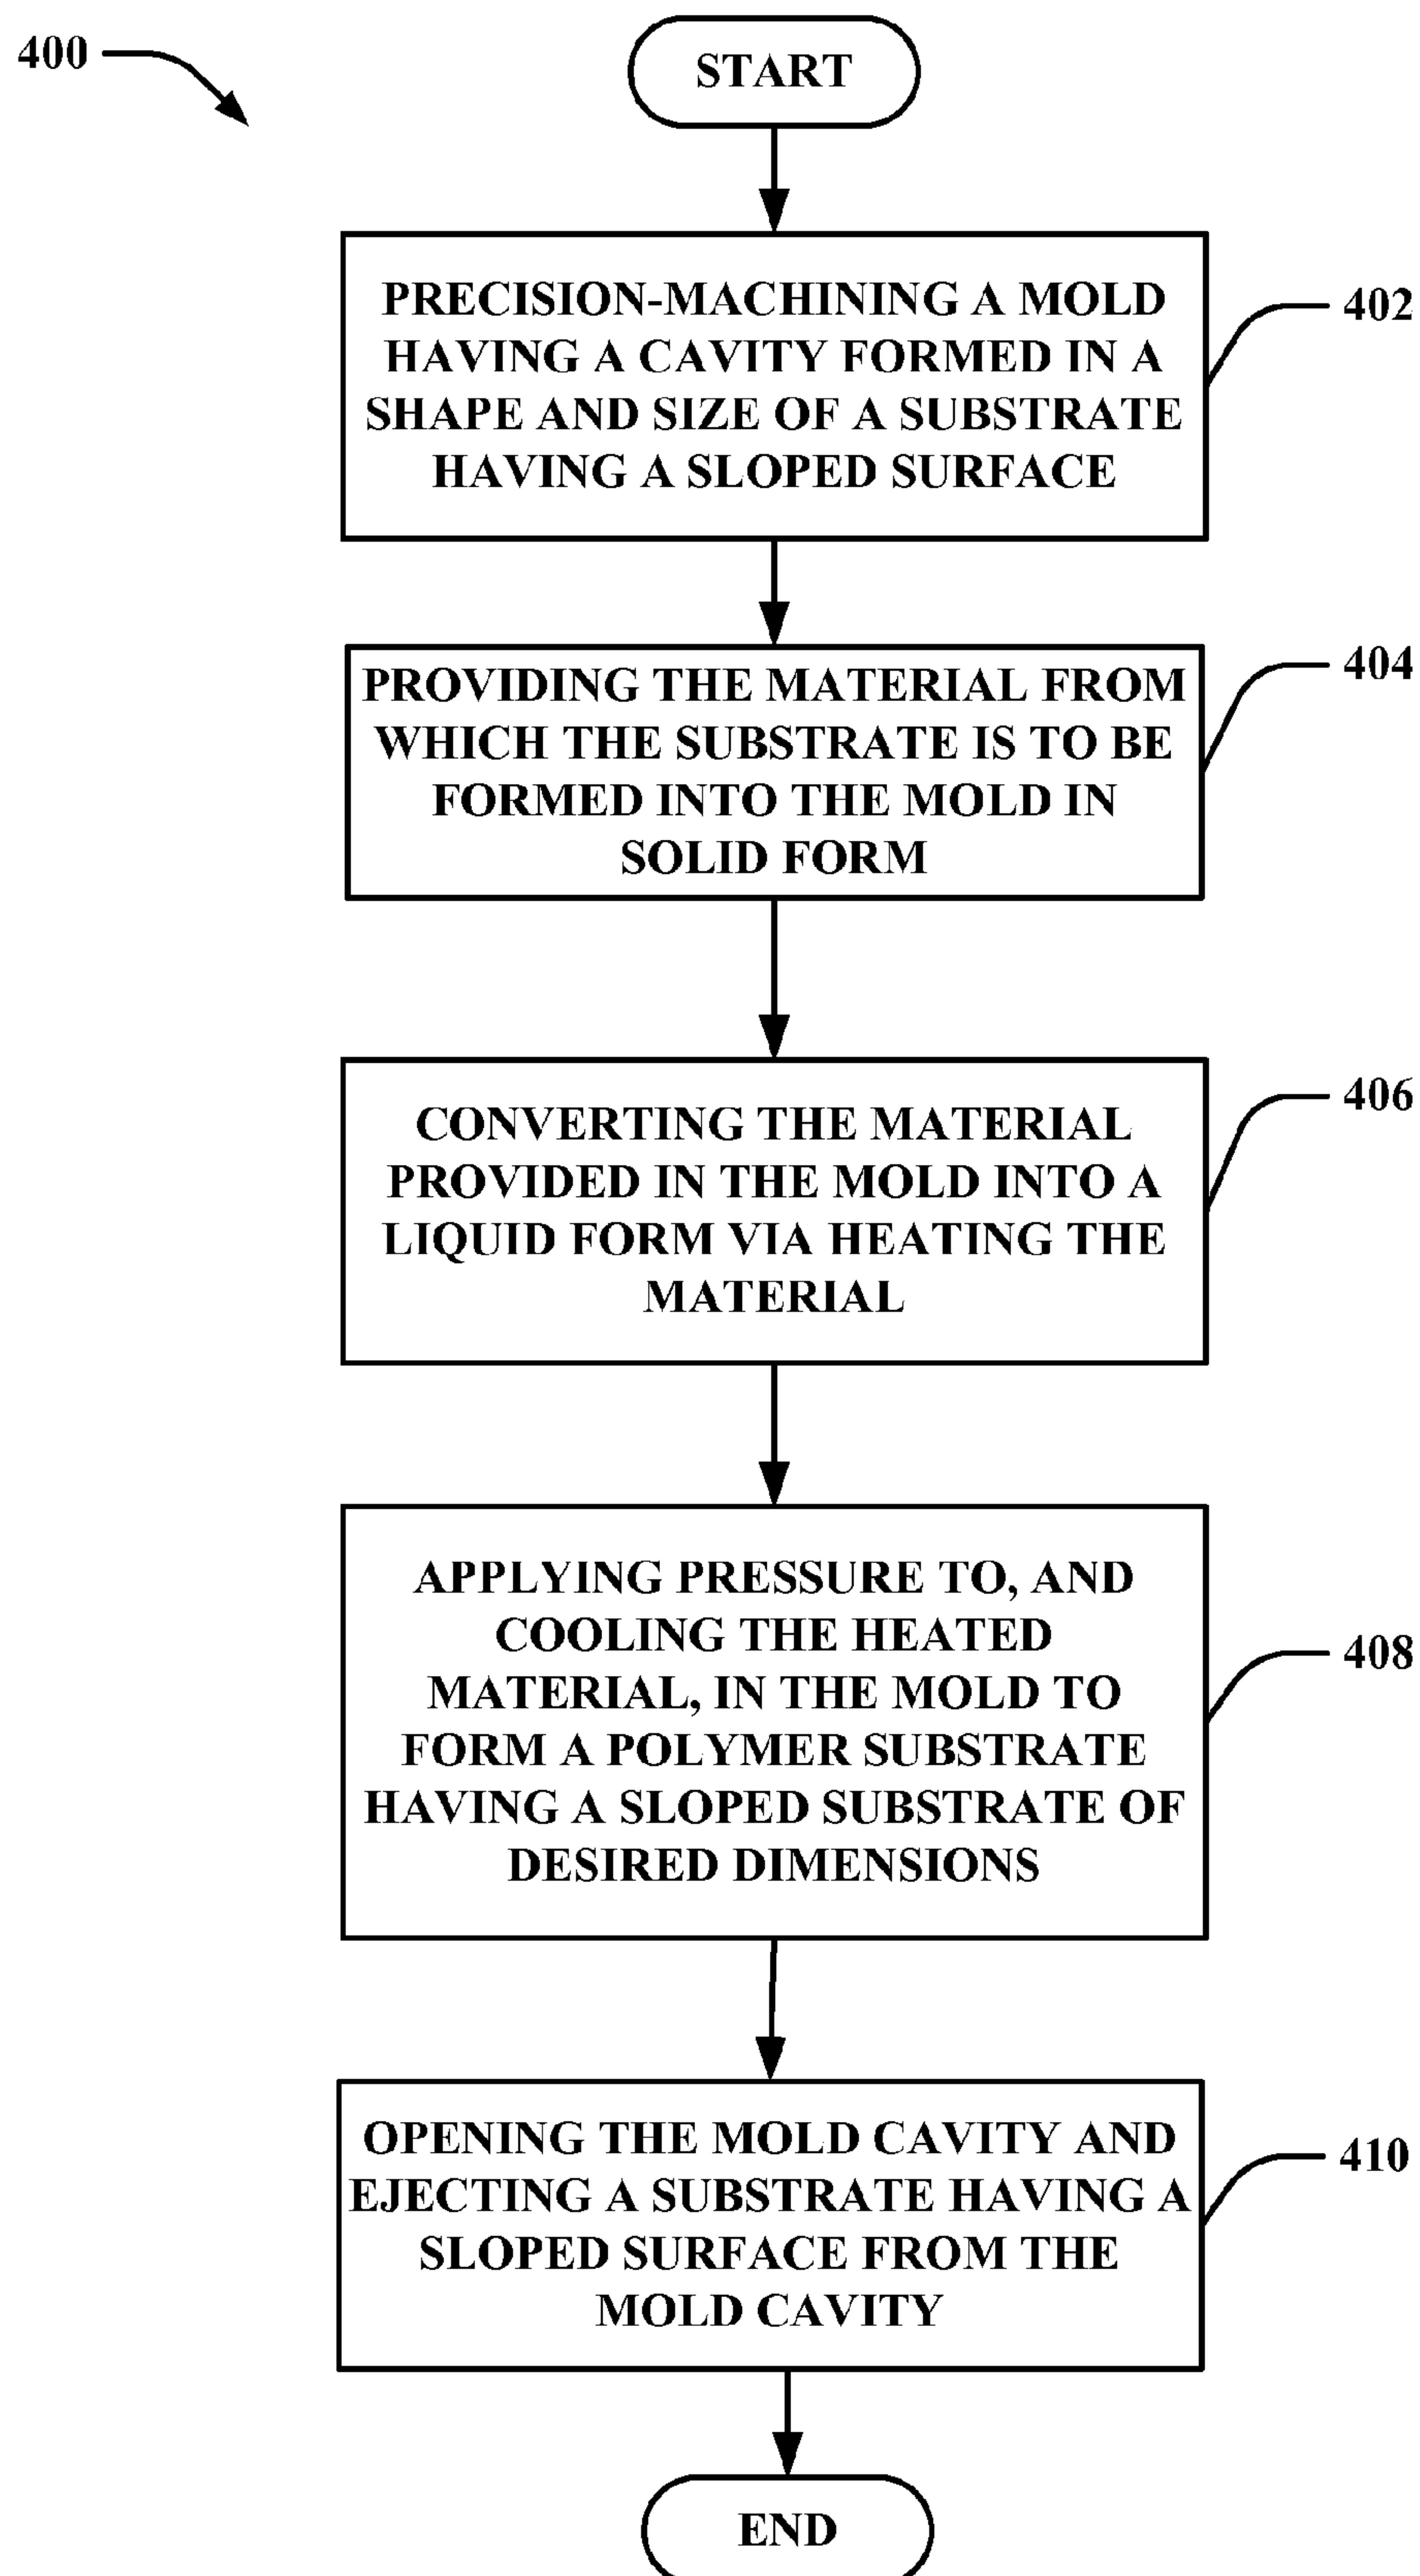 400
START
PRECISION-MACHINING A MOLD
HAVING A CAVITY FORMED IN A
SHAPE AND SIZE OF A SUBSTRATE
HAVING A SLOPED SURFACE
402
PROVIDING THE MATERIAL FROM
WHICH THE SUBSTRATE IS TO BE
FORMED INTO THE MOLD IN
SOLID FORM
404
CONVERTING THE MATERIAL
PROVIDED IN THE MOLD INTO A
LIQUID FORM VIA HEATING THE
MATERIAL
406
APPLYING PRESSURE TO, AND
COOLING THE HEATED
MATERIAL, IN THE MOLD TO
FORM A POLYMER SUBSTRATE
HAVING A SLOPED SUBSTRATE OF
DESIRED DIMENSIONS
408
OPENING THE MOLD CAVITY AND
EJECTING A SUBSTRATE HAVING A
SLOPED SURFACE FROM THE
MOLD CAVITY
410
END